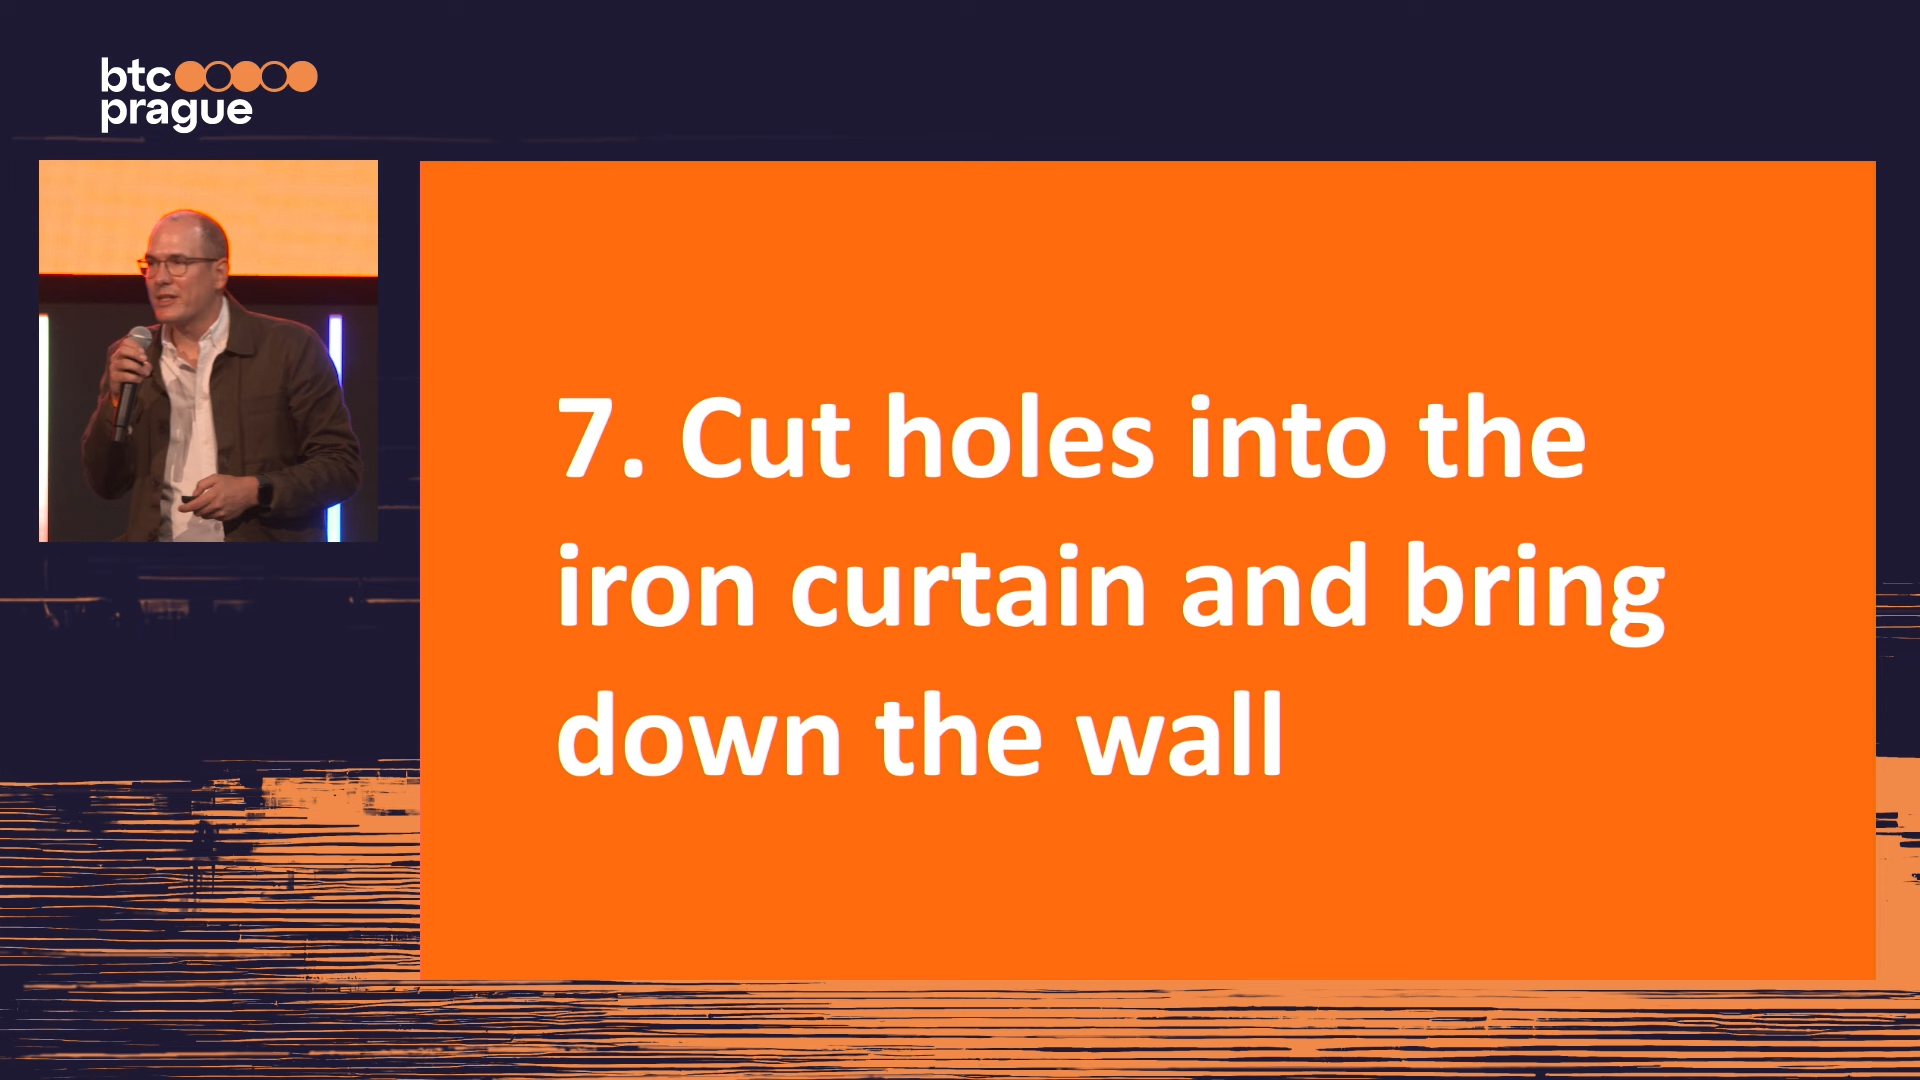 btc
prague
7. Cut holes into the
iron curtain and bring
down the wall